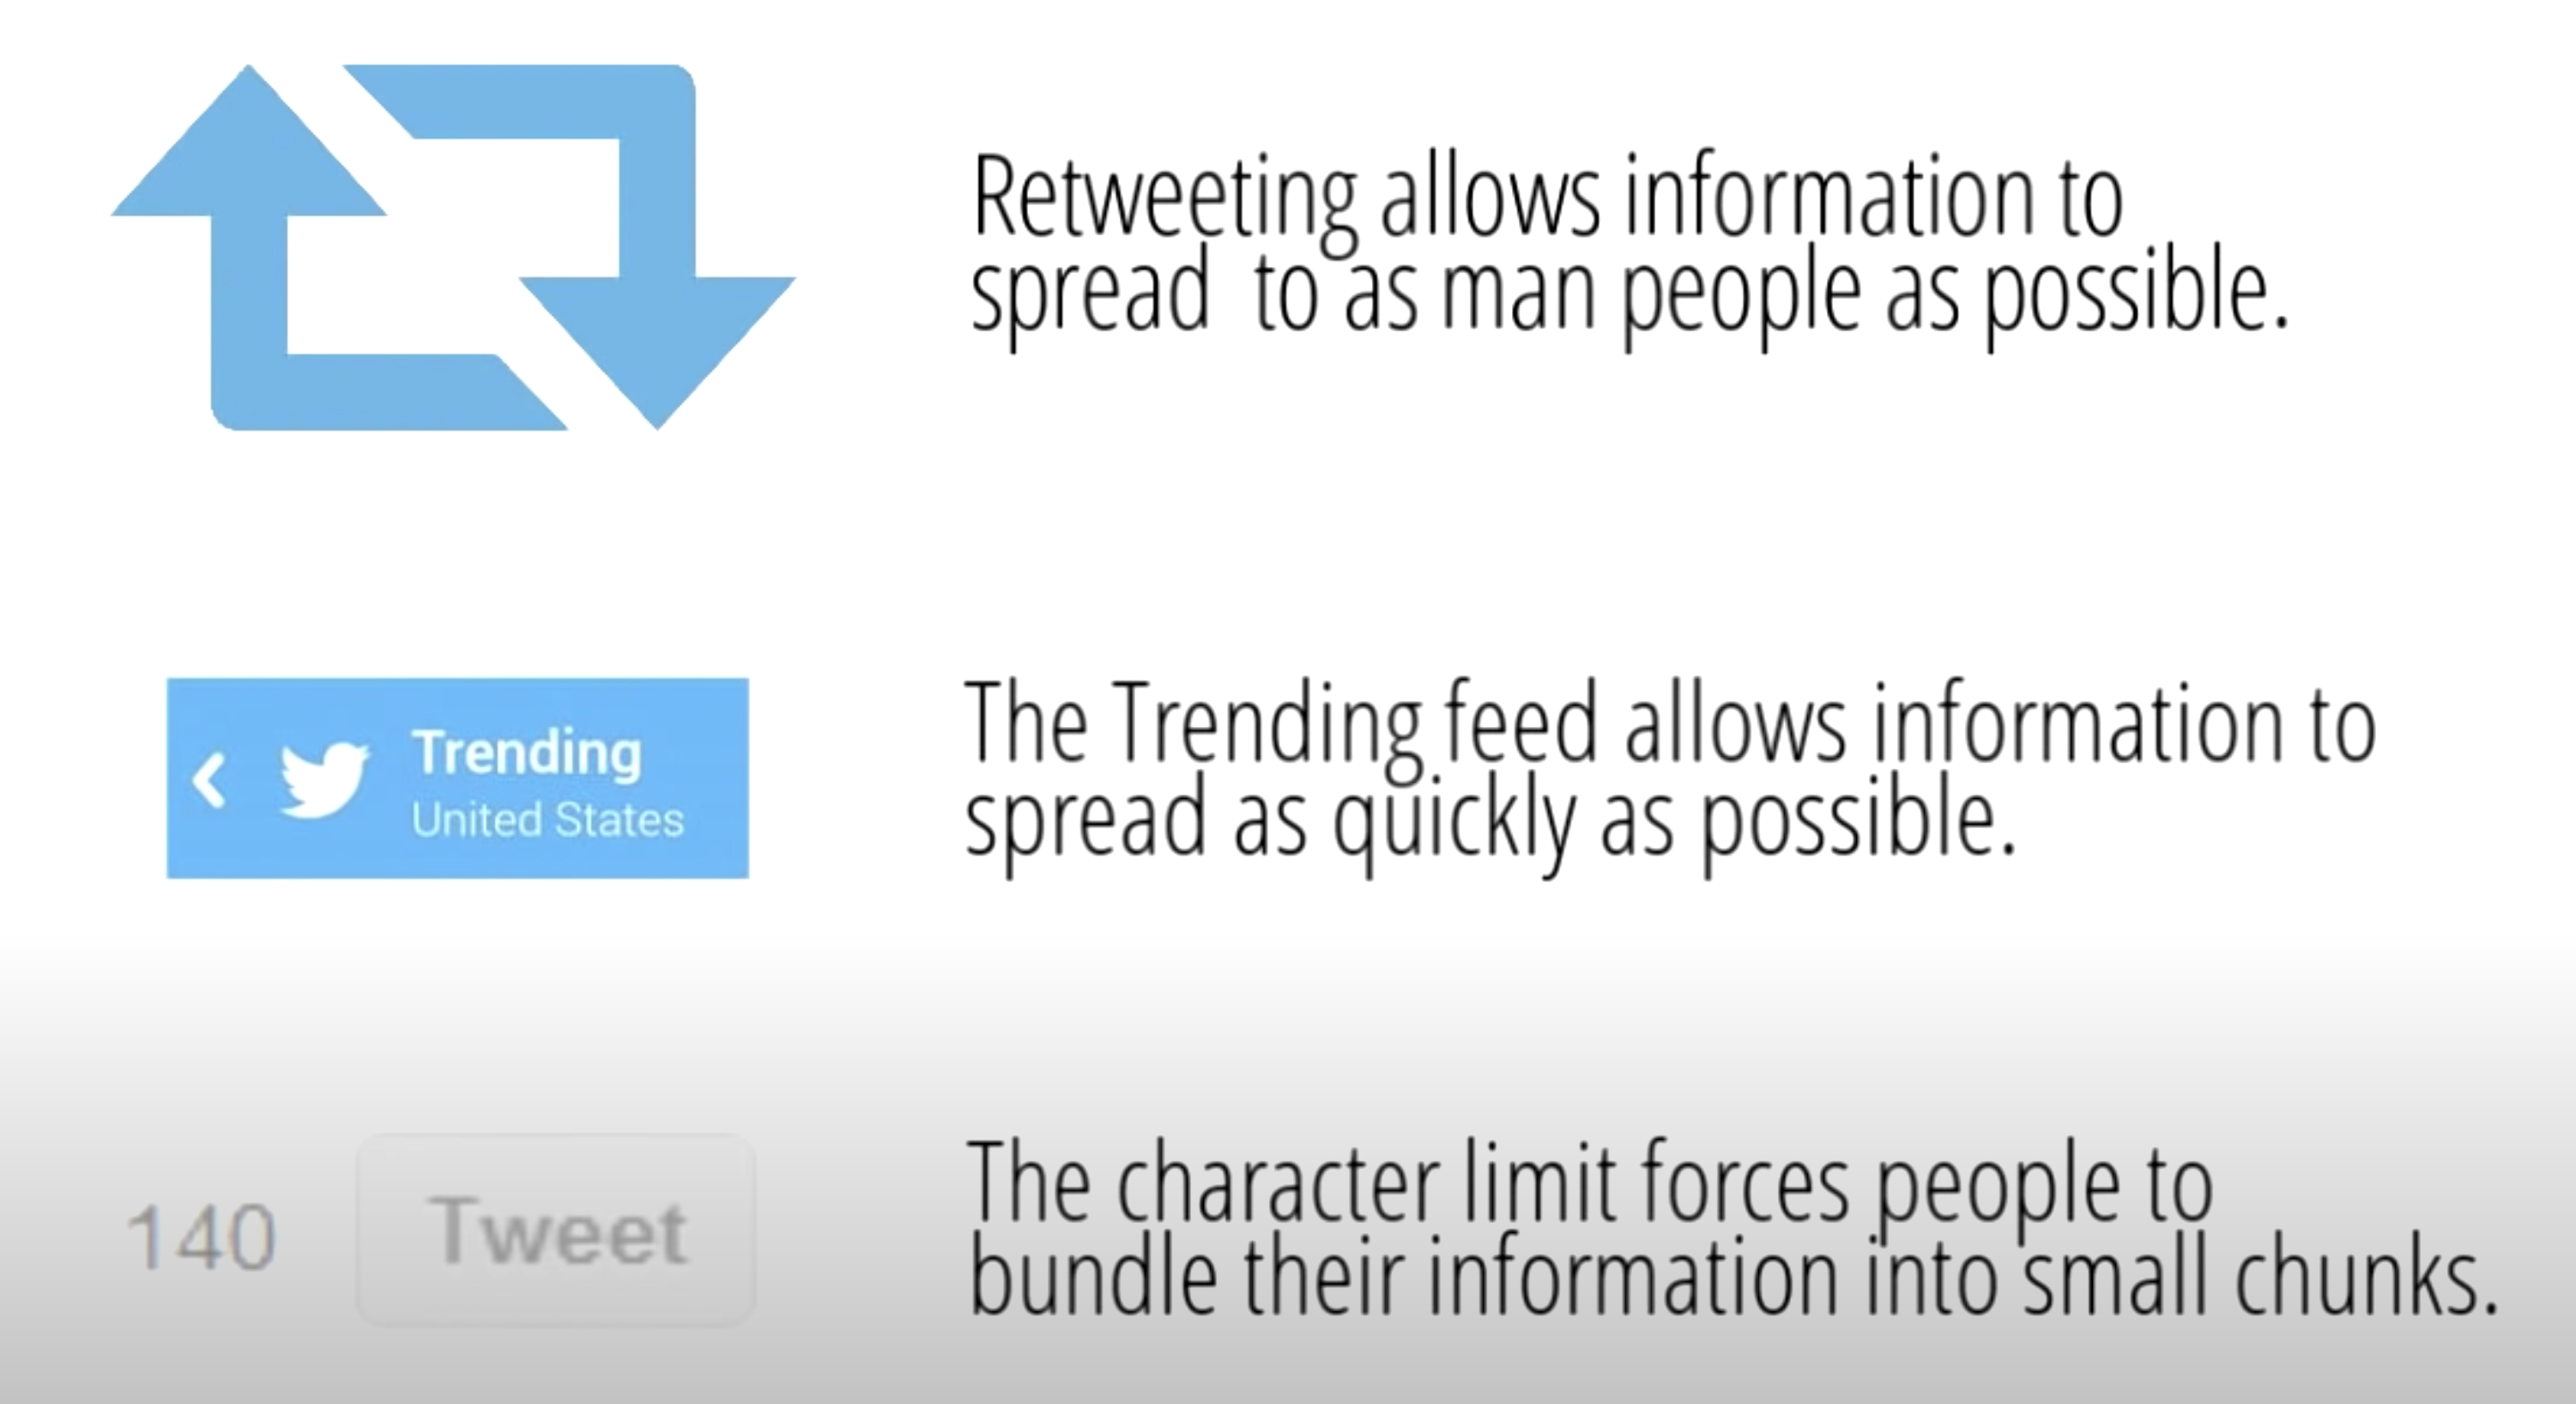 Retweeting allows information to
spread  to as man people as possible.
Trending
United States
The Trending feed allows information to
spread as quickly as possible.
140
Tweet
The character limit forces people to
bundle their information into small chunks.